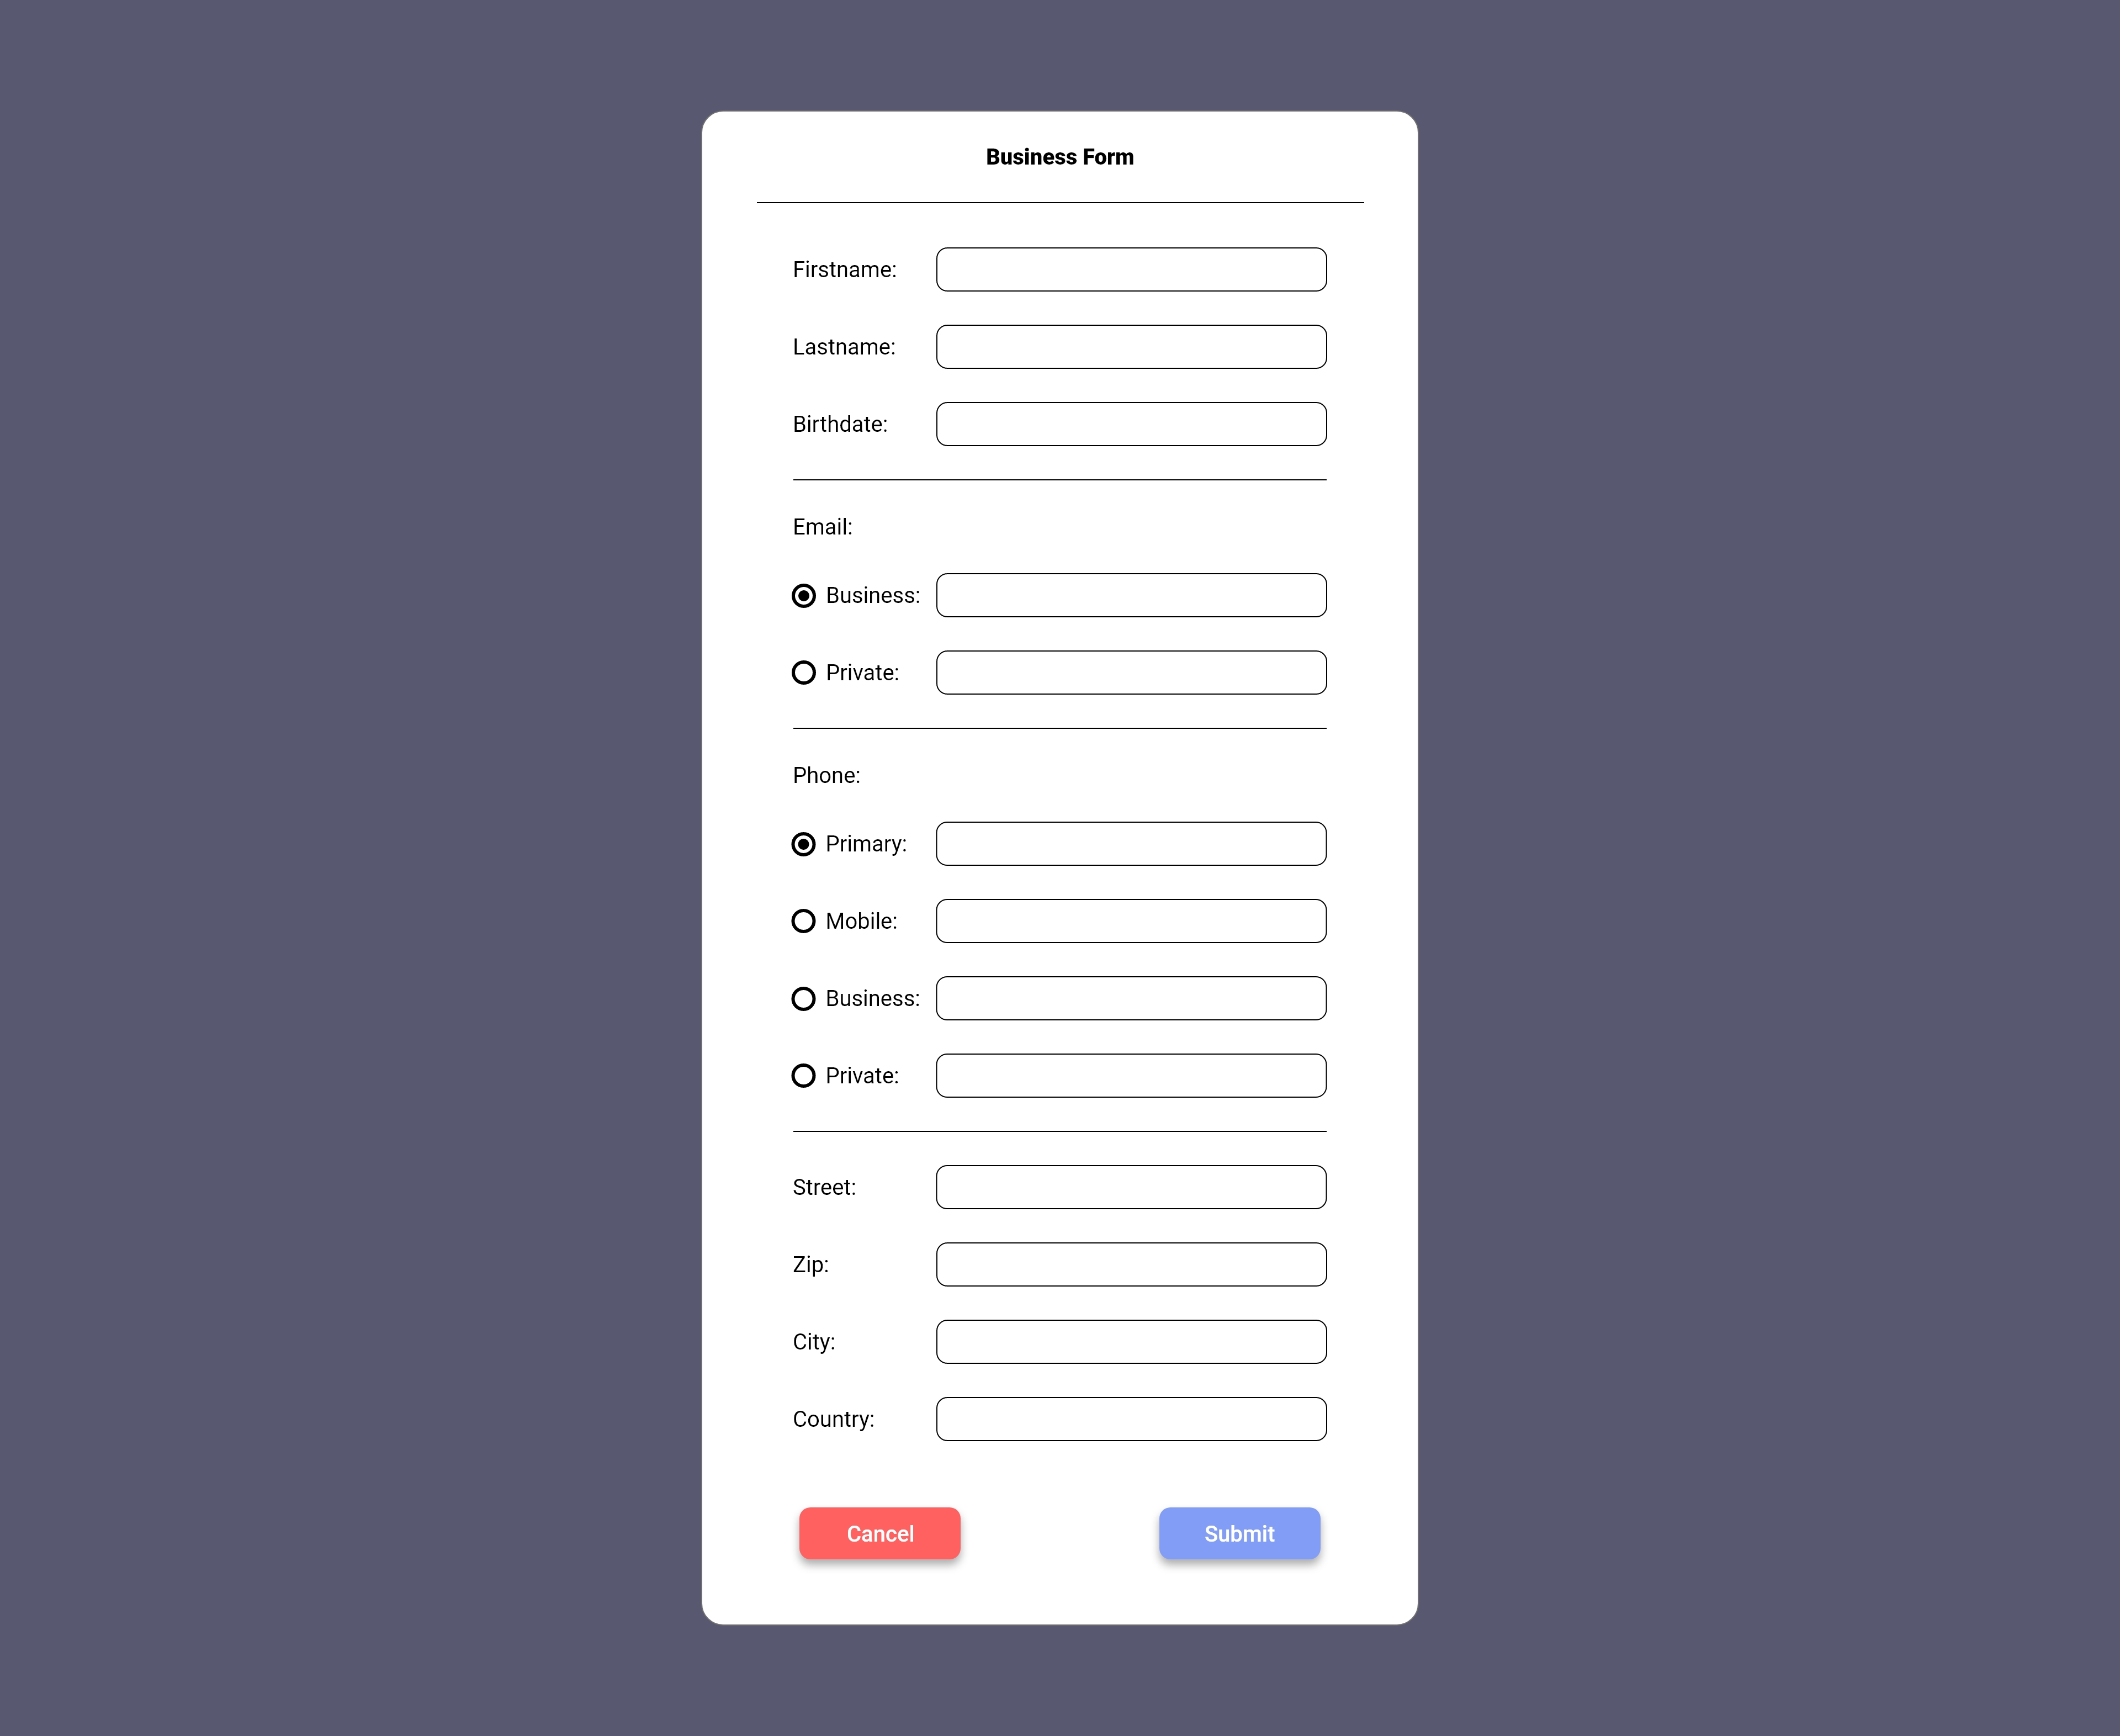 Business Form
Firstname:
Lastname:
Birthdate:
Email:
Business:
Private:
Phone:
Primary:
Mobile:
Business:
Private:
Street:
Zip:
City:
Country:
Cancel Submit